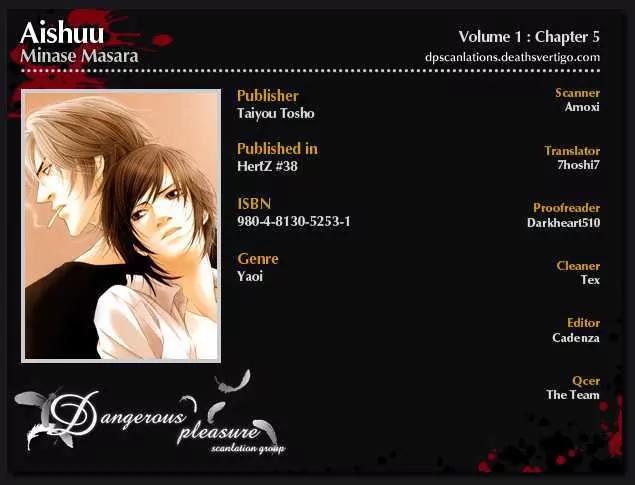 Aishuu
Minase Masara
Volume 1 : Chapter 5
dpscanlations.deathsvertigo.com
Publisher
Taiyou Tosho
Published in
HertZ #38
ISBN
980-4-8130-5253-1
Genre
Yaoi
Scanner
Amoxi
Translator
7hoshi7
Proofreader
Darkheart510
Cleaner
Tex
Editor
Cadenza
Qcer
The Team
Dangerous
pleasure
scanlation group